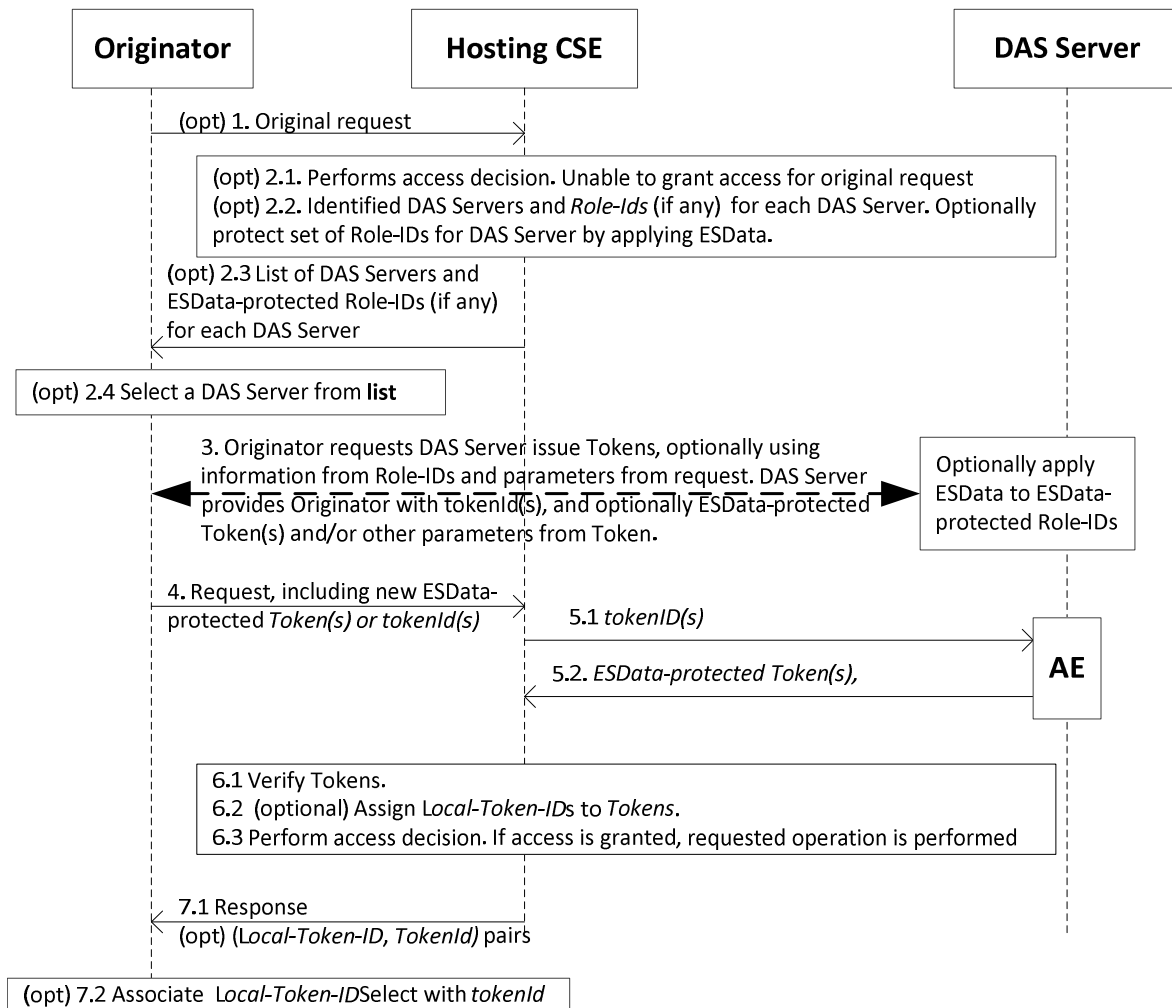 Originator
Hosting CSE
DAS Server
(opt) 1. Original request
(opt) 2.1. Performs access decision. Unable to grant access for original request
(opt) 2.2. Identified DAS Servers and Role-Ids (if any) for each DAS Server. Optionally
protect set of Role-IDs for DAS Server by applying ESData.
(opt) 2.3 List of DAS Servers and
ESData-protected Role-IDs (if any)
for each DAS Server
(opt) 2.4 Select a DAS Server from list
3. Originator requests DAS Server issue Tokens, optionally using
information from Role-IDs and parameters from request. DAS Server
provides Originator with tokenId(s), and optionally ESData-protected
Token(s) and/or other parameters from Token.
Optionally apply
ESData to ESData-
protected Role-IDs
4. Request, including new ESData-
protected Token(s) or tokenId(s)
5.1 tokenID(s)
5.2. ESData-protected Token(s),
AE
6.1 Verify Tokens.
6.2 (optional) Assign Local-Token-IDs to Tokens.
6.3 Perform access decision. If access is granted, requested operation is performed
7.1 Response
(opt) (Local-Token-ID, TokenId) pairs
(opt) 7.2 Associate Local-Token-IDSelect with tokenId